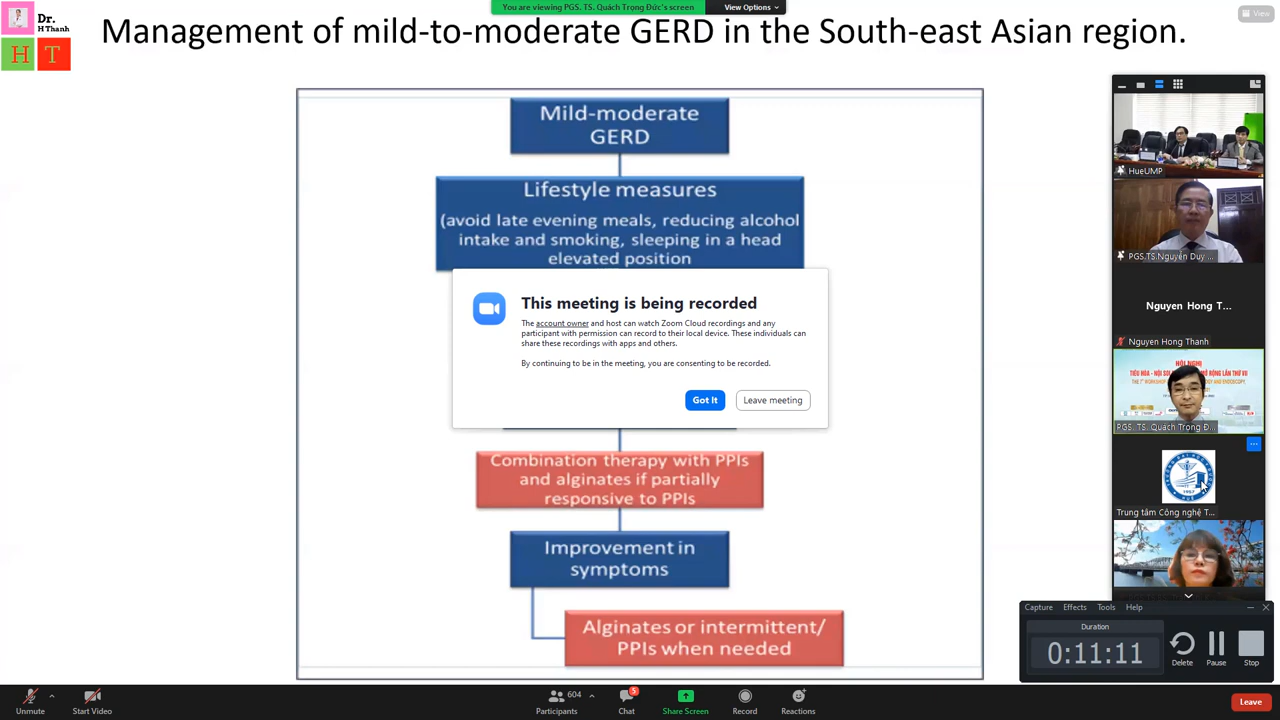 Dr.
H Thanh
H T
You are viewing PGS. TS. Quách Trọng Đức's screen
View Options
View
Management of mild-to-moderate GERD in the South-east Asian region.
Mild-moderate
GERD
Lifestyle measures
(avoid late evening meals, reducing alcohol
intake and smoking, sleeping in a head
elevated position
This meeting is being recorded
The account owner and host can watch Zoom Cloud recordings and any
participant with permission can record to their local device. These individuals can
share these recordings with apps and others.
By continuing to be in the meeting, you are consenting to be recorded.
Got It
Leave meeting
Combination therapy with PPIs
and alginates if partially
responsive to PPIs
Improvement in
symptoms
Alginates or intermittent/
PPIs when needed
HueUMP
PGS.TS.Nguyễn Duy ...
Nguyen Hong T...
Nguyen Hong Thanh
HỘI NGHỊ
PGS. TS. Quách Trọng Đ...
Trung tâm Công nghệ T...
Capture Effects Tools Help
Duration
0:11:11
Delete
Pause
Stop
Unmute
Start Video
604
Participants
5
Chat
Share Screen
Record
Reactions
Leave